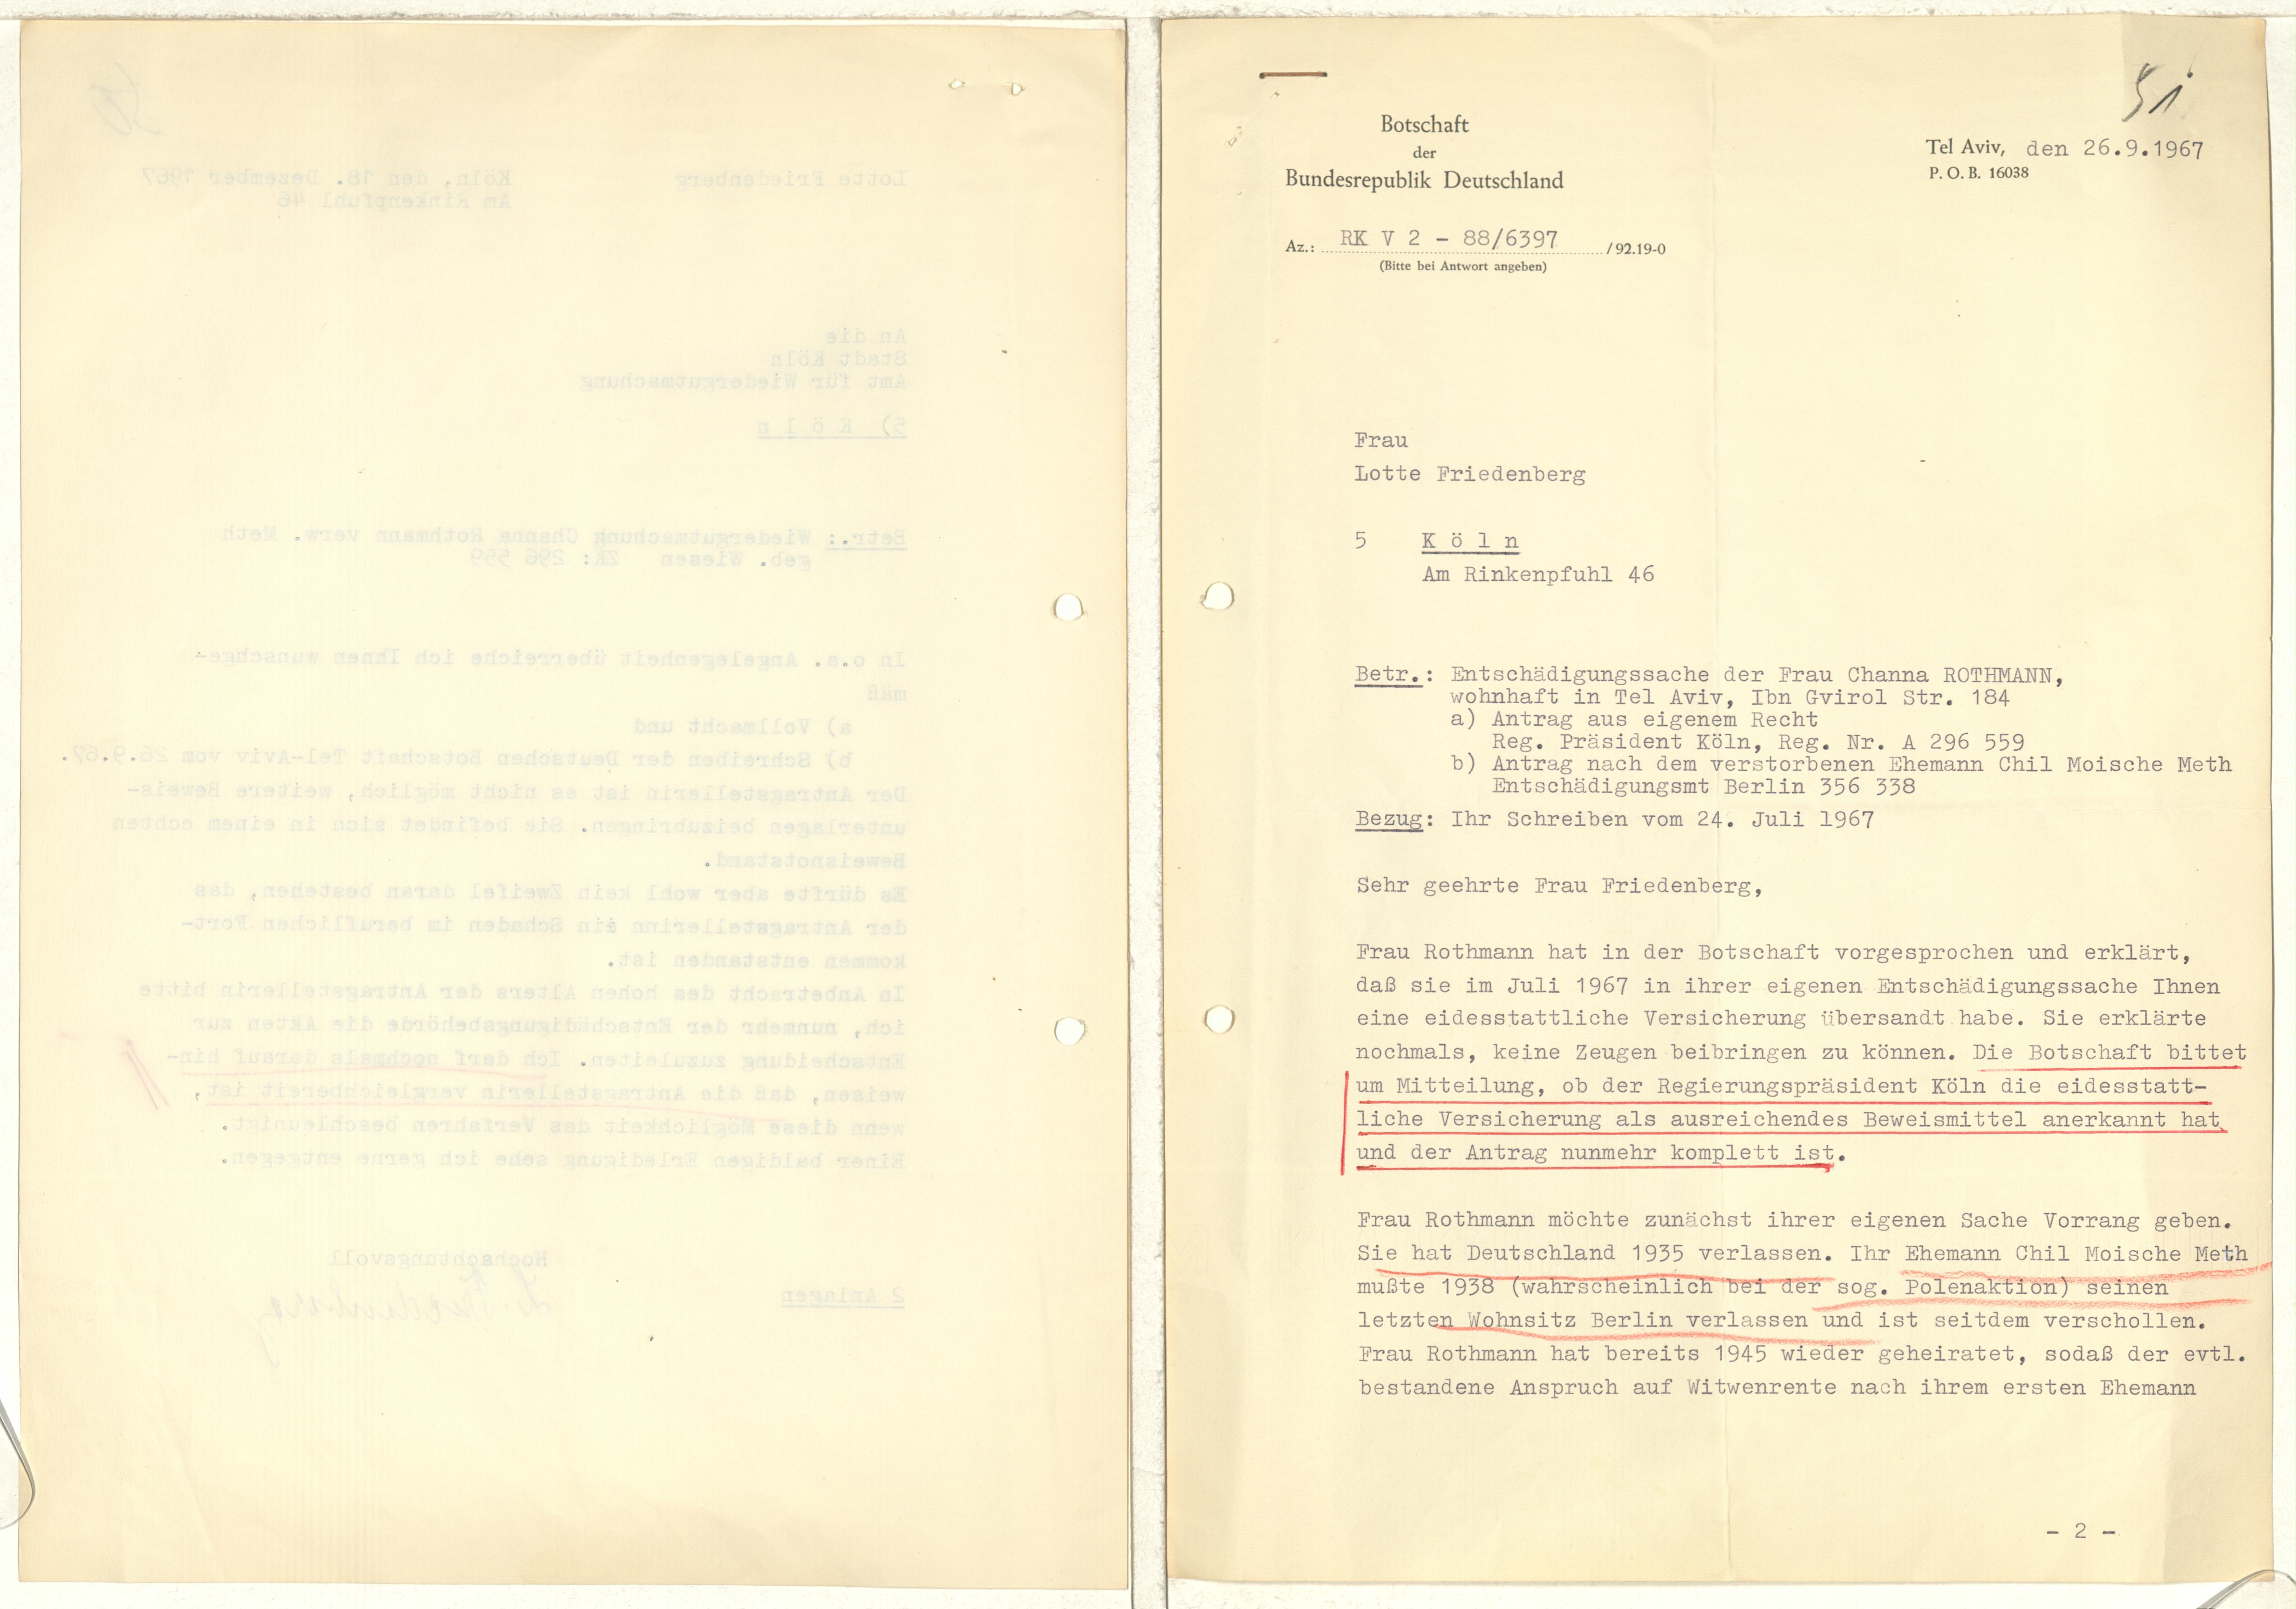 50
Lotte Friedenberg
Köln, den 18. Dezember 1967
Am Rinkenpfuhl 46
An die
Stadt Köln
Amt für Wiedergutmachung
5) K ö l n
Betr.: Wiedergutmachung Channa Rothmann verw. Meth
geb. Wiesen ZK: 296 559
In o.a. Angelegenheit überreiche ich Ihnen wunschge-
mäß
a) Vollmacht und
b) Schreiben der Deutschen Botschaft Tel-Aviv vom 26.9.67.
Der Antragstellerin ist es nicht möglich, weitere Beweis-
unterlagen beizubringen. Sie befindet sich in einem echten
Beweisnotstand.
Es dürfte aber wohl kein Zweifel daran bestehen, das
der Antragstellerinn ein Schaden im beruflichen Fort-
kommen entstanden ist.
In Anbetracht des hohen Alters der Antragstellerin bitte
ich, nunmehr der Entschädigungsbehörde die Akten zur
Entscheidung zuzuleiten. Ich darf nochmals darauf hin-
weisen, daß die Antragstellerin vergleichbereit ist,
wenn diese Möglichkeit das Verfahren beschleunigt.
Einer baldigen Erledigung sehe ich gerne entgegen.
Hochachtungsvoll
L. Friedenberg
2 Anlagen
51
Botschaft
der
Bundesrepublik Deutschland
Tel Aviv, den 26.9.1967
P. O. B. 16038
Az.: RK V 2 - 88/6397 / 92.19-0
(Bitte bei Antwort angeben)
Frau
Lotte Friedenberg
5 K ö l n
Am Rinkenpfuhl 46
Betr.: Entschädigungssache der Frau Channa ROTHMANN,
wohnhaft in Tel Aviv, Ibn Gvirol Str. 184
a) Antrag aus eigenem Recht
Reg. Präsident Köln, Reg. Nr. A 296 559
b) Antrag nach dem verstorbenen Ehemann Chil Moische Meth
Entschädigungsmt Berlin 356 338
Bezug: Ihr Schreiben vom 24. Juli 1967
Sehr geehrte Frau Friedenberg,
Frau Rothmann hat in der Botschaft vorgesprochen und erklärt,
daß sie im Juli 1967 in ihrer eigenen Entschädigungssache Ihnen
eine eidesstattliche Versicherung übersandt habe. Sie erklärte
nochmals, keine Zeugen beibringen zu können. Die Botschaft bittet
um Mitteilung, ob der Regierungspräsident Köln die eidesstatt-
liche Versicherung als ausreichendes Beweismittel anerkannt hat
und der Antrag nunmehr komplett ist.
Frau Rothmann möchte zunächst ihrer eigenen Sache Vorrang geben.
Sie hat Deutschland 1935 verlassen. Ihr Ehemann Chil Moische Meth
mußte 1938 (wahrscheinlich bei der sog. Polenaktion) seinen
letzten Wohnsitz Berlin verlassen und ist seitdem verschollen.
Frau Rothmann hat bereits 1945 wieder geheiratet, sodaß der evtl.
bestandene Anspruch auf Witwenrente nach ihrem ersten Ehemann
- 2 -